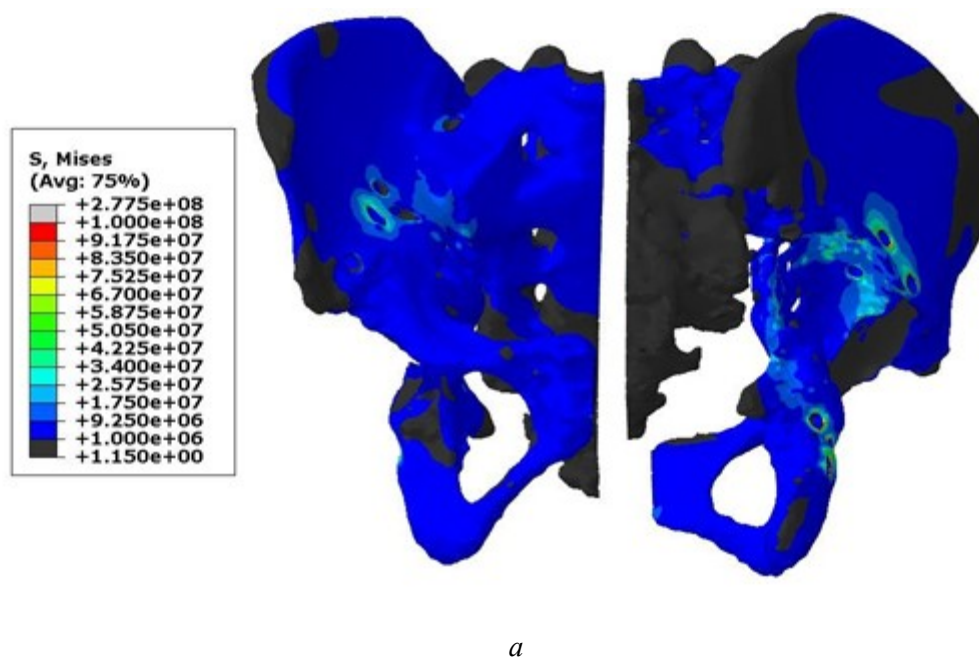 S, Mises
(Avg: 75%)
+2.775e+08
+1.000e+08
+9.175e+07
+8.350e+07
+7.525e+07
+6.700e+07
+5.875e+07
+5.050e+07
+4.225e+07
+3.400e+07
+2.575e+07
+1.750e+07
+9.250e+06
+1.000e+06
+1.150e+00
a